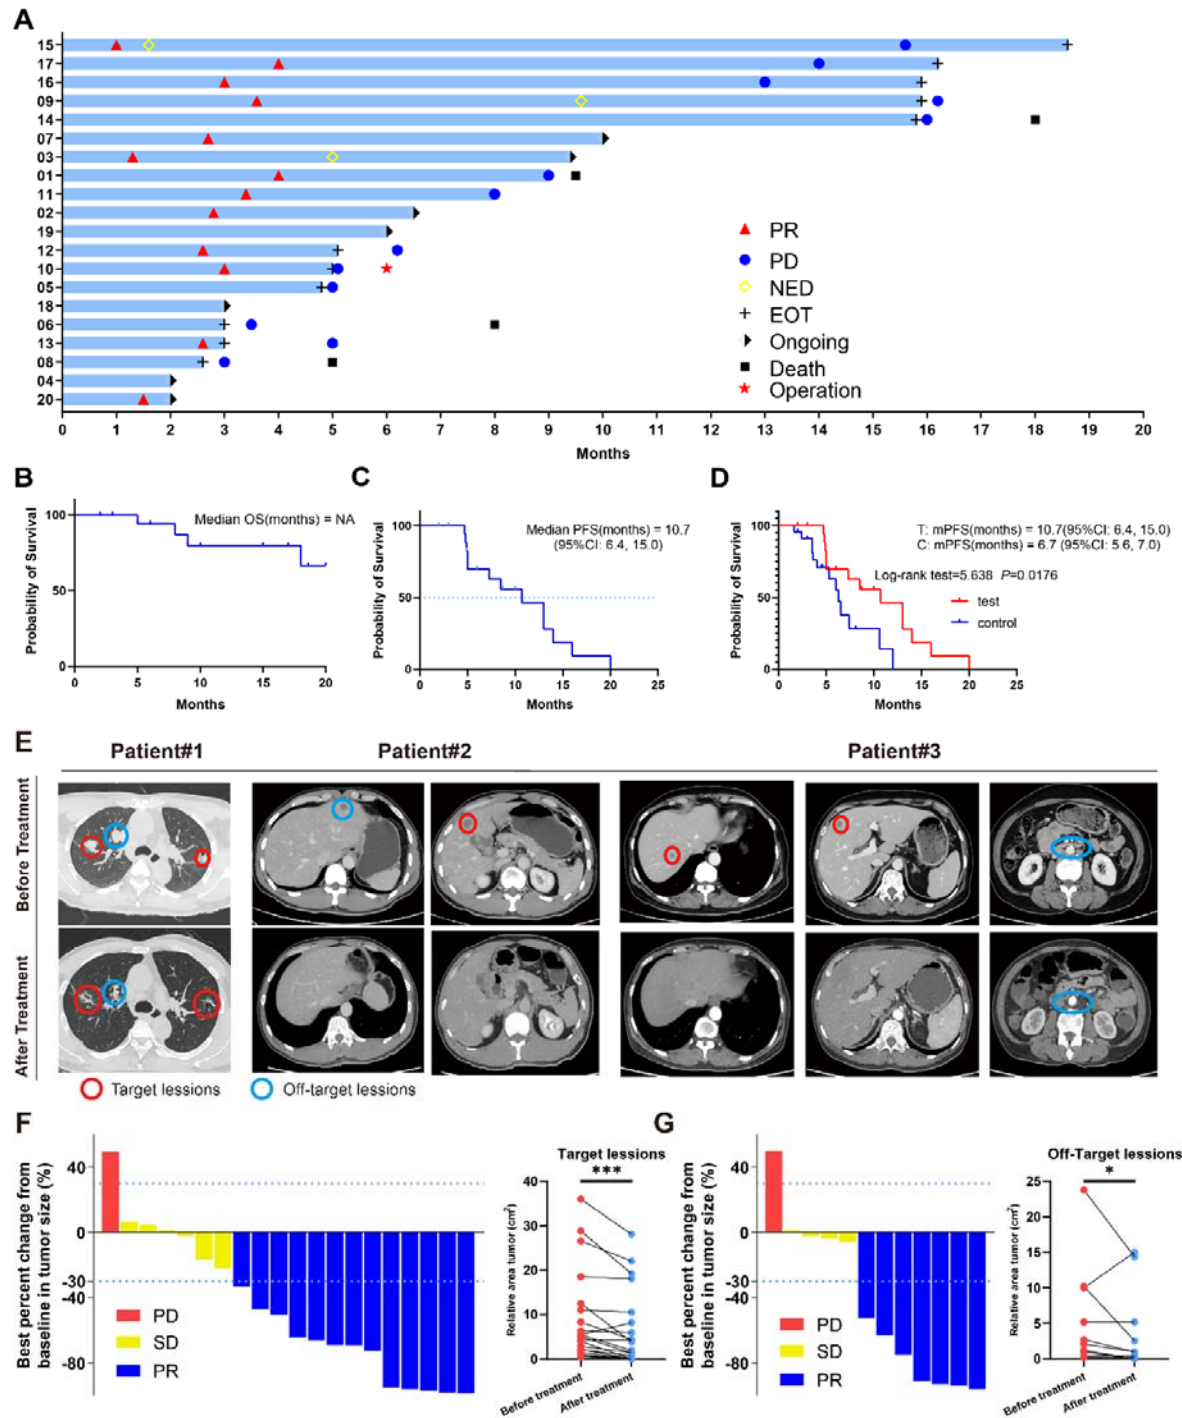 A
15
17
16
09
14
07
03
01
11
02
19
12
10
05
18
06
13
08
04
20
PR
PD
NED
EOT
Ongoing
Death
Operation
0 1 2 3 4 5 6 7 8 9 10 11 12 13 14 15 16 17 18 19 20
Months
B
Probability of Survival
100
50
0
Median OS(months) = NA
0 5 10 15 20
Months
C
Probability of Survival
100
50
0
Median PFS(months) = 10.7
(95%CI: 6.4, 15.0)
0 5 10 15 20 25
Months
D
Probability of Survival
100
50
0
T: mPFS(months) = 10.7(95%CI: 6.4, 15.0)
C: mPFS(months) = 6.7 (95%CI: 5.6, 7.0)
Log-rank test=5.638 P=0.0176
test
control
0 5 10 15 20 25
Months
E
Patient#1 Patient#2 Patient#3
Before Treatment
After Treatment
Target lessions Off-target lessions
F
Best percent change from
baseline in tumor size (%)
40
0
-30
-40
-80
PD
SD
PR
Target lessions
***
Relative area tumor (cm²)
40
30
20
10
0
Before treatment After treatment
G
Best percent change from
baseline in tumor size (%)
40
0
-30
-40
-80
PD
SD
PR
Off-Target lessions
*
Relative area tumor (cm²)
25
20
15
10
5
0
Before treatment After treatment